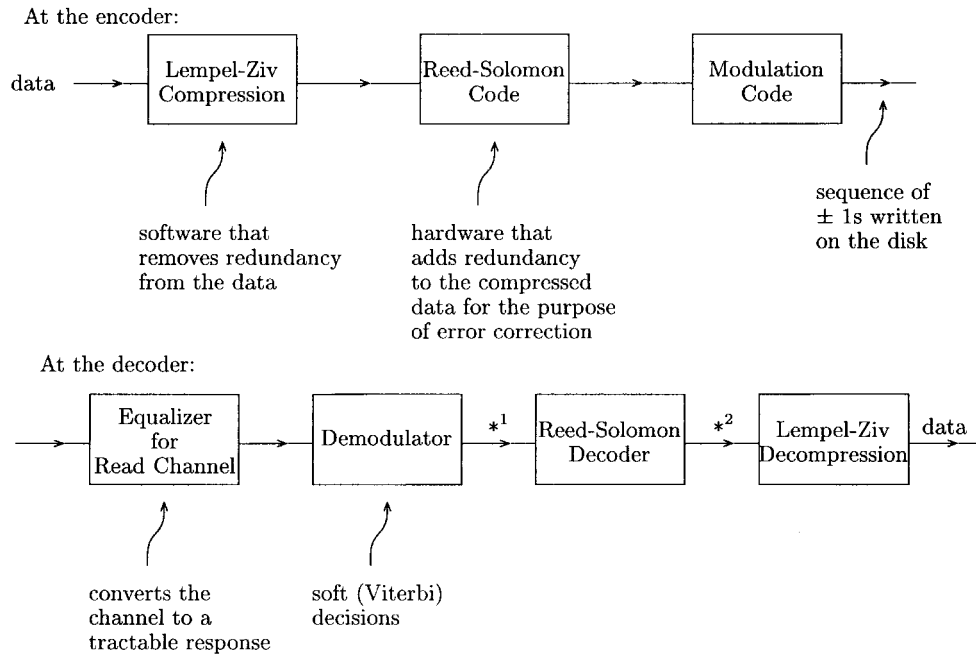 At the encoder:
data
Lempel-Ziv
Compression
Reed-Solomon
Code
Modulation
Code
software that
removes redundancy
from the data
hardware that
adds redundancy
to the compressed
data for the purpose
of error correction
sequence of
± 1s written
on the disk
At the decoder:
Equalizer
for
Read Channel
Demodulator
*1
Reed-Solomon
Decoder
*2
Lempel-Ziv
Decompression
data
converts the
channel to a
tractable response
soft (Viterbi)
decisions